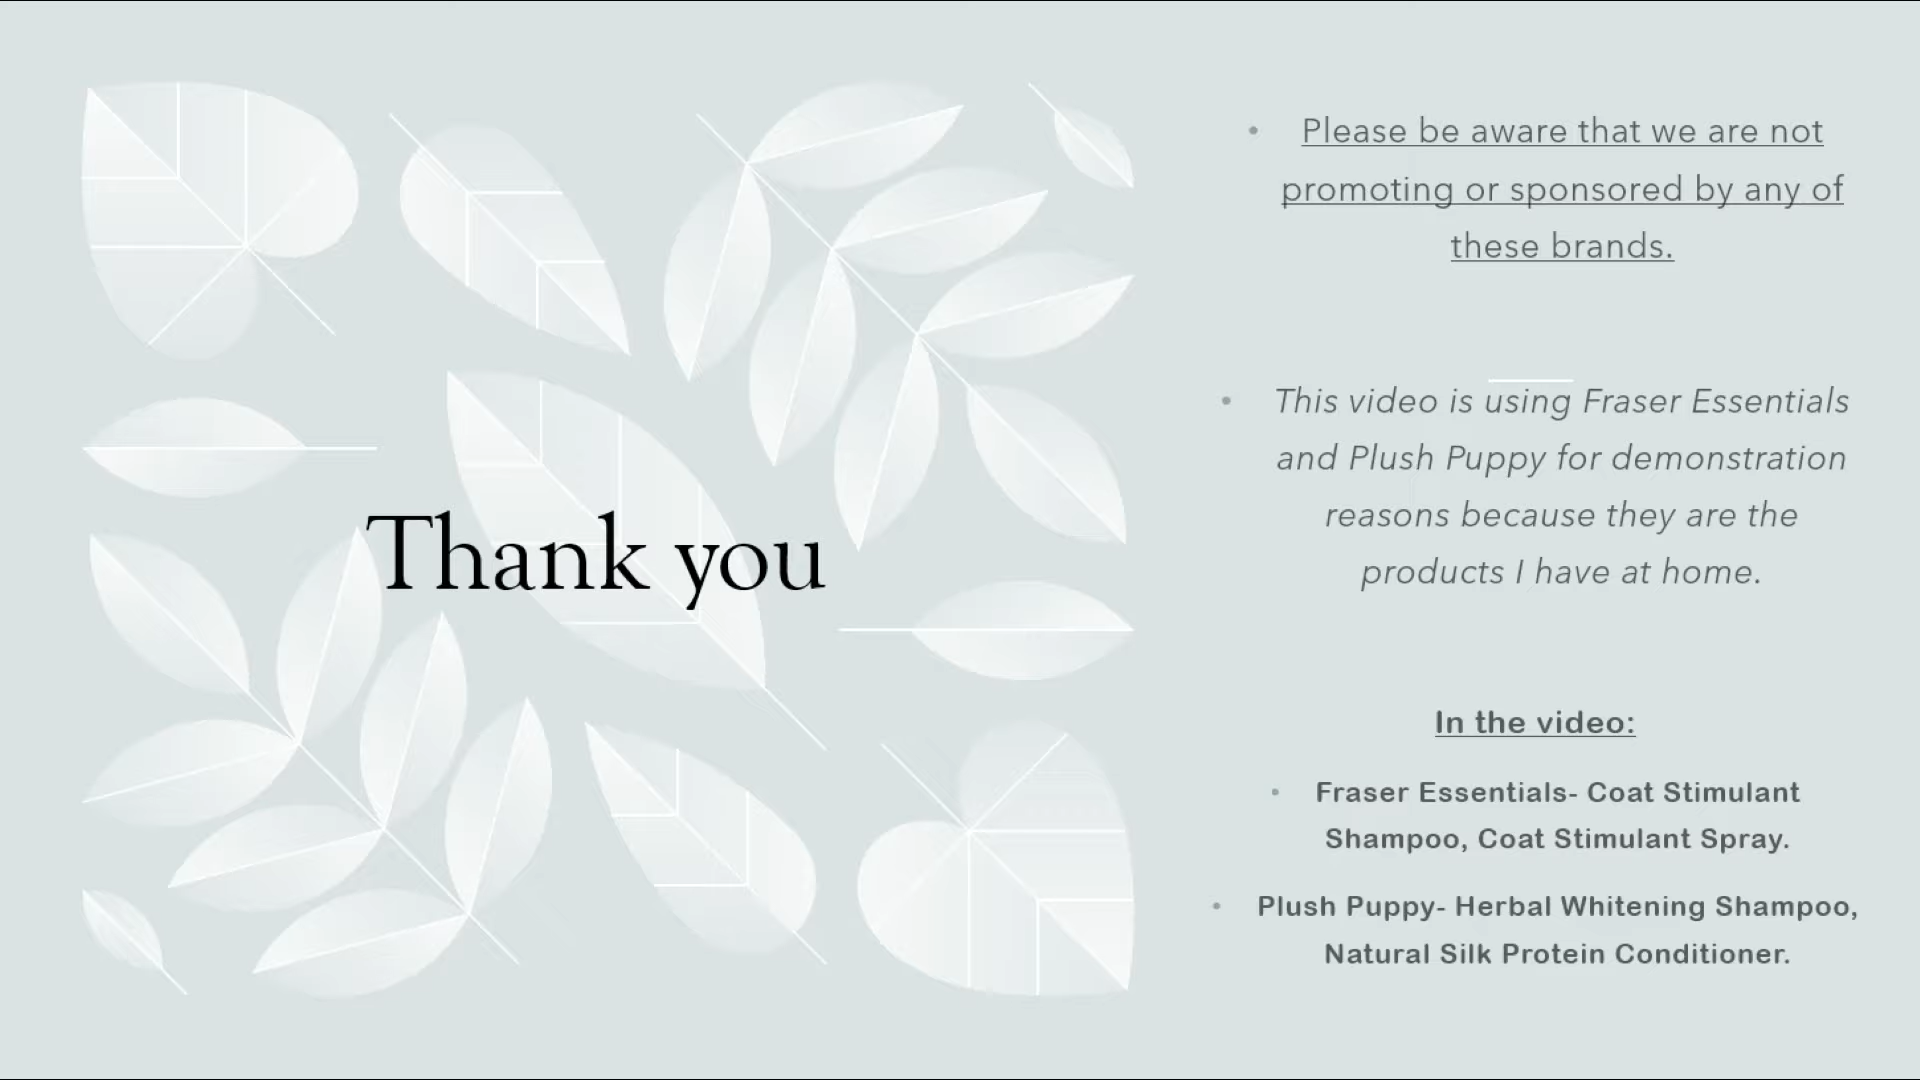 Thank you
• Please be aware that we are not
promoting or sponsored by any of
these brands.
• This video is using Fraser Essentials
and Plush Puppy for demonstration
reasons because they are the
products I have at home.
In the video:
• Fraser Essentials- Coat Stimulant
Shampoo, Coat Stimulant Spray.
• Plush Puppy- Herbal Whitening Shampoo,
Natural Silk Protein Conditioner.